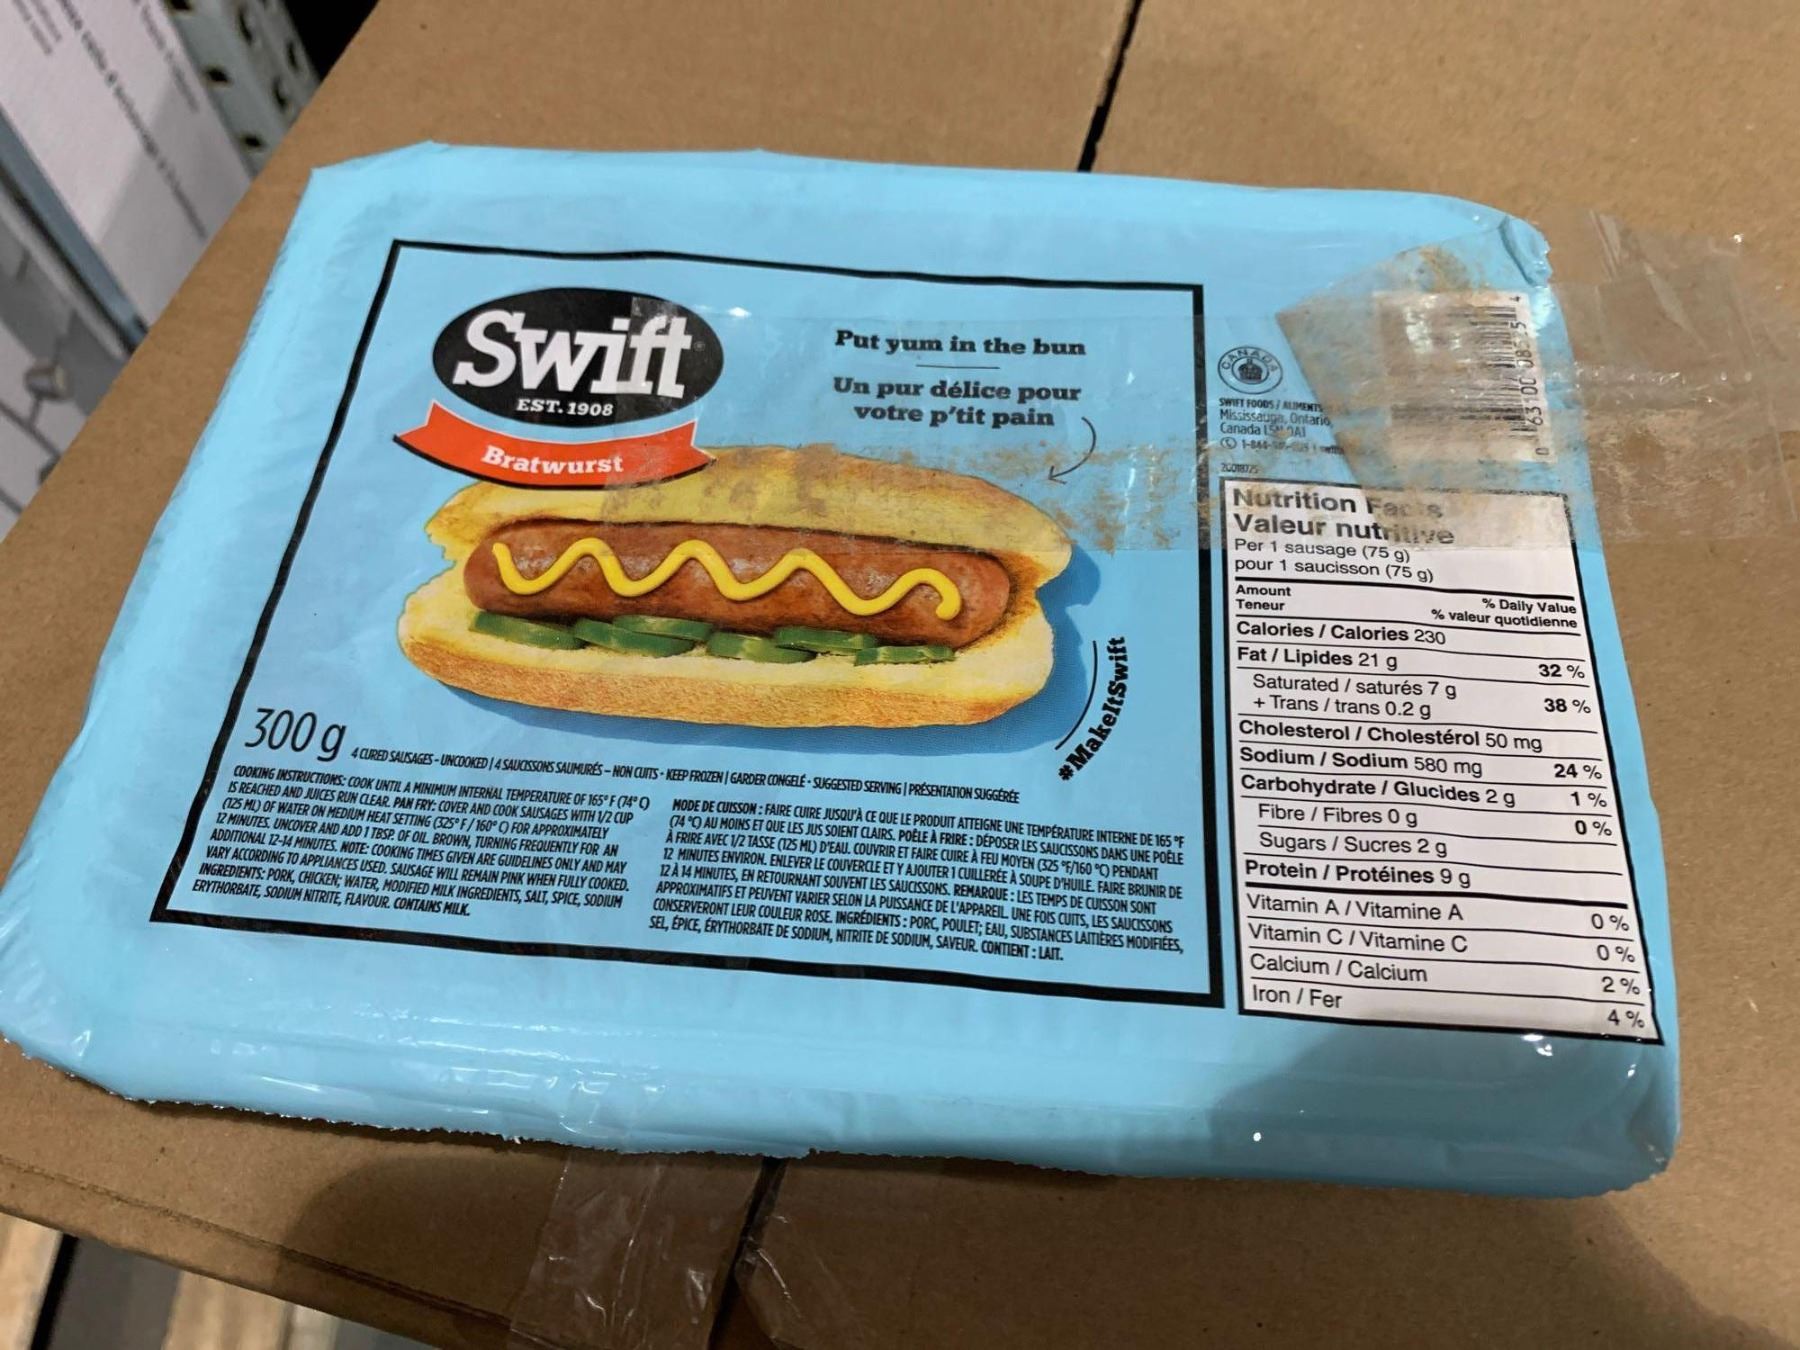 Swift
EST. 1908
Bratwurst
Put yum in the bun
Un pur délice pour
votre p'tit pain
#MakeItSwift
300 g
4 CURED SAUSAGES - UNCOOKED | 4 SAUCISSONS SAUMURÉS – NON CUITS - KEEP FROZEN | GARDER CONGELÉ - SUGGESTED SERVING | PRÉSENTATION SUGGÉRÉE
COOKING INSTRUCTIONS: COOK UNTIL A MINIMUM INTERNAL TEMPERATURE OF 165° F (74° C)
IS REACHED AND JUICES RUN CLEAR. PAN FRY: COVER AND COOK SAUSAGES WITH 1/2 CUP
(125 ML) OF WATER ON MEDIUM HEAT SETTING (325° F / 160° C) FOR APPROXIMATELY
12 MINUTES. UNCOVER AND ADD 1 TBSP. OF OIL. BROWN, TURNING FREQUENTLY FOR AN
ADDITIONAL 12-14 MINUTES. NOTE: COOKING TIMES GIVEN ARE GUIDELINES ONLY AND MAY
VARY ACCORDING TO APPLIANCES USED. SAUSAGE WILL REMAIN PINK WHEN FULLY COOKED.
INGREDIENTS: PORK, CHICKEN; WATER, MODIFIED MILK INGREDIENTS, SALT, SPICE, SODIUM
ERYTHORBATE, SODIUM NITRITE, FLAVOUR. CONTAINS MILK.
MODE DE CUISSON : FAIRE CUIRE JUSQU'À CE QUE LE PRODUIT ATTEIGNE UNE TEMPÉRATURE INTERNE DE 165 °F
(74 °C) AU MOINS ET QUE LES JUS SOIENT CLAIRS. POÊLE À FRIRE : DÉPOSER LES SAUCISSONS DANS UNE POÊLE
À FRIRE AVEC 1/2 TASSE (125 ML) D'EAU. COUVRIR ET FAIRE CUIRE À FEU MOYEN (325 °F/160 °C) PENDANT
12 MINUTES ENVIRON. ENLEVER LE COUVERCLE ET Y AJOUTER 1 CUILLERÉE À SOUPE D'HUILE. FAIRE BRUNIR DE
12 À 14 MINUTES, EN RETOURNANT SOUVENT LES SAUCISSONS. REMARQUE : LES TEMPS DE CUISSON SONT
APPROXIMATIFS ET PEUVENT VARIER SELON LA PUISSANCE DE L'APPAREIL. UNE FOIS CUITS, LES SAUCISSONS
CONSERVERONT LEUR COULEUR ROSE. INGRÉDIENTS : PORC, POULET; EAU, SUBSTANCES LAITIÈRES MODIFIÉES,
SEL, ÉPICE, ÉRYTHORBATE DE SODIUM, NITRITE DE SODIUM, SAVEUR. CONTIENT : LAIT.
CANADA
SWIFT FOODS / ALIMENTS
Mississauga, Ontario,
Canada
20018725
Nutrition Facts
Valeur nutritive
Per 1 sausage (75 g)
pour 1 saucisson (75 g)
Amount % Daily Value
Teneur % valeur quotidienne
Calories / Calories 230
Fat / Lipides 21 g 32 %
Saturated / saturés 7 g
+ Trans / trans 0.2 g 38 %
Cholesterol / Cholestérol 50 mg
Sodium / Sodium 580 mg 24 %
Carbohydrate / Glucides 2 g 1 %
Fibre / Fibres 0 g 0 %
Sugars / Sucres 2 g
Protein / Protéines 9 g
Vitamin A / Vitamine A 0 %
Vitamin C / Vitamine C 0 %
Calcium / Calcium 2 %
Iron / Fer 4 %